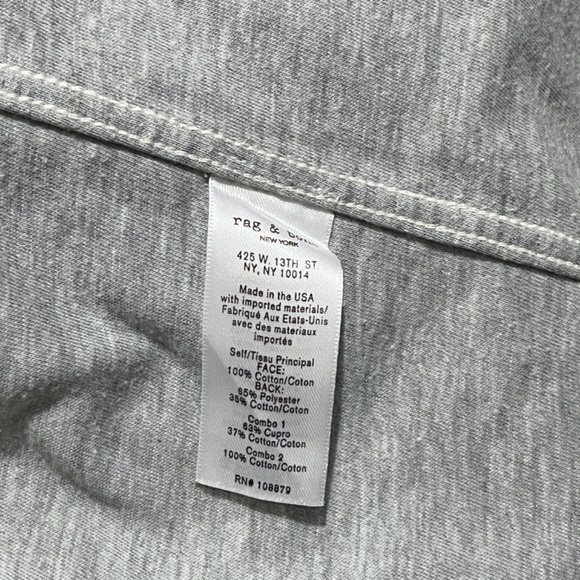 rag & bone
NEW YORK
425 W. 13TH ST
NY, NY 10014
Made in the USA
with imported materials/
Fabriqué Aux Etats-Unis
avec des materiaux
importés
Self/Tissu Principal
FACE:
100% Cotton/Coton
BACK:
65% Polyester
35% Cotton/Coton
Combo 1
63% Cupro
37% Cotton/Coton
Combo 2
100% Cotton/Coton
RN# 108879